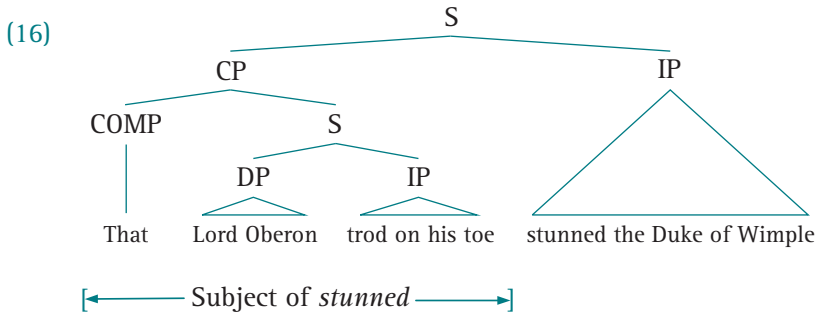 (16)
S
CP IP
COMP S
DP IP
That Lord Oberon trod on his toe stunned the Duke of Wimple
[ Subject of stunned ]